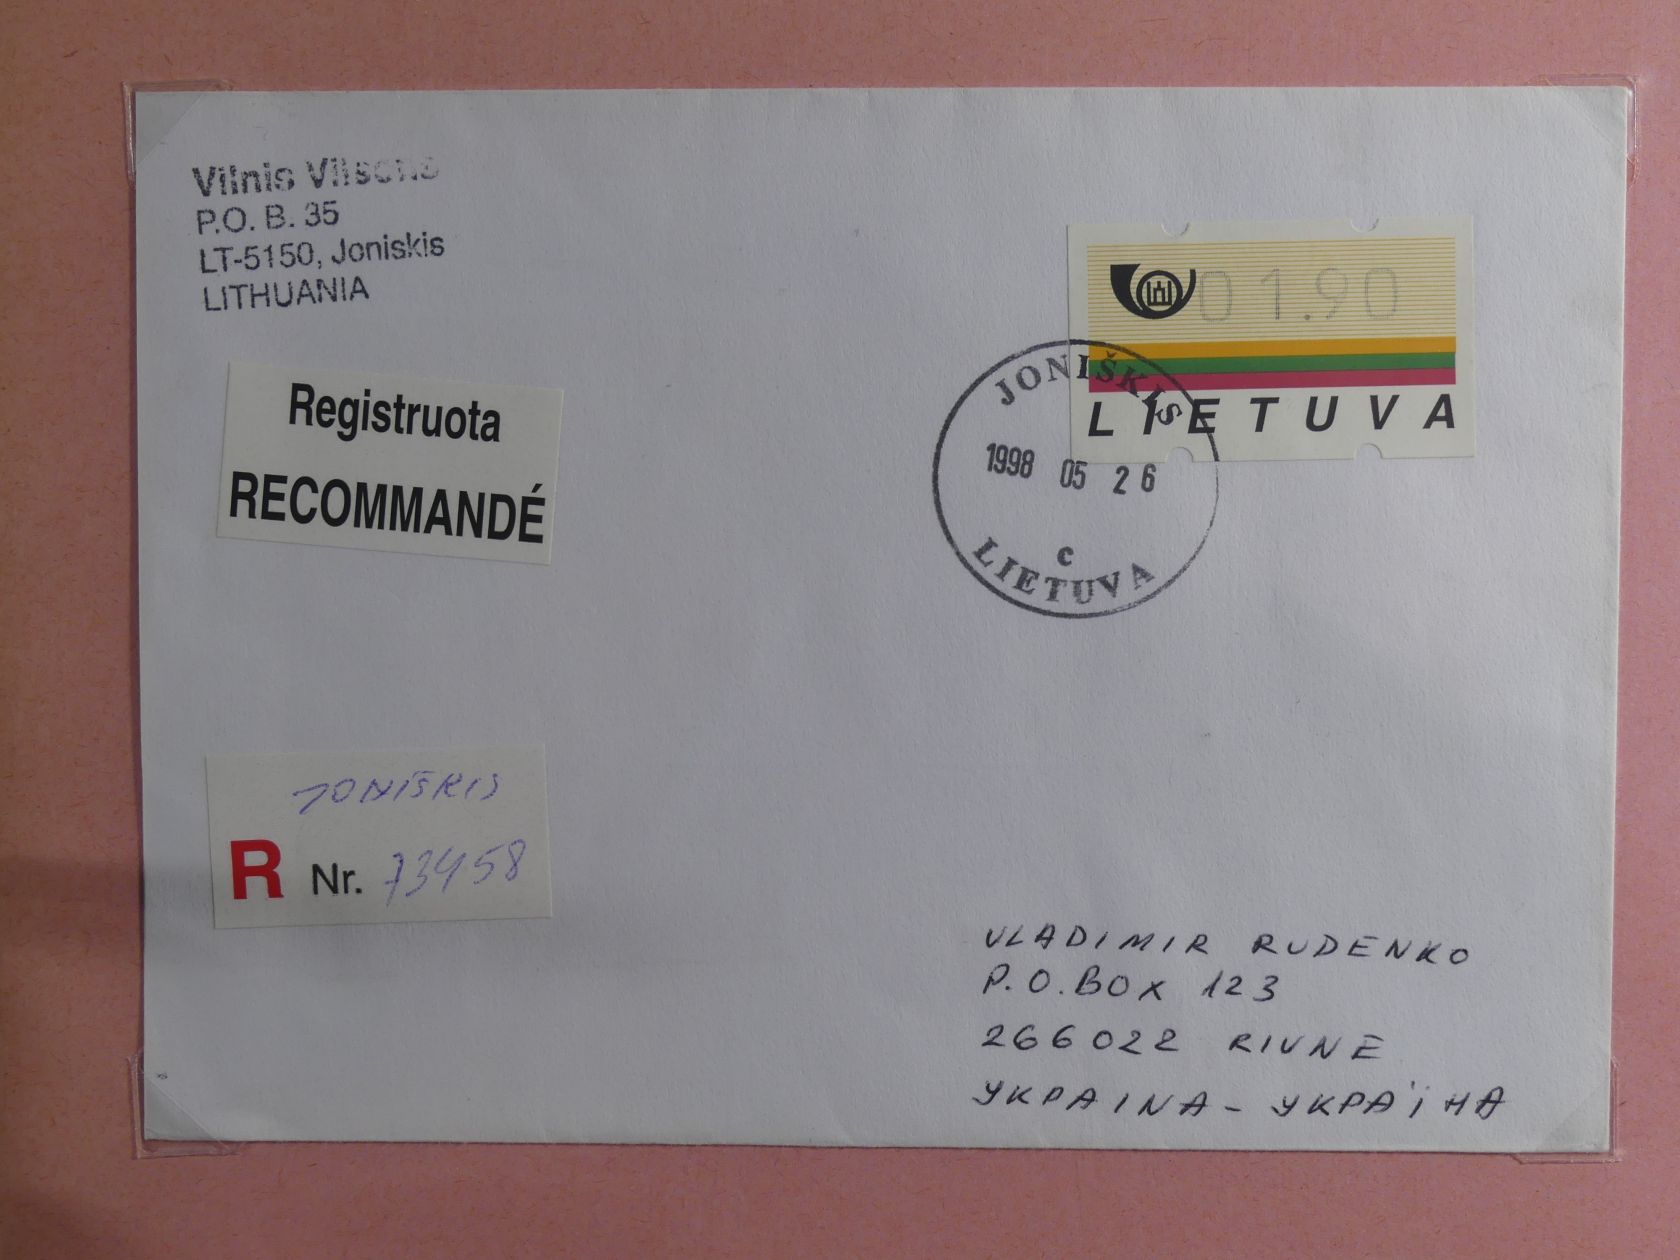 Vilnis Vilsons
P.O. B. 35
LT-5150, Joniskis
LITHUANIA
01.90
LIETUVA
JONIŠKIS
1998 05 26
c
LIETUVA
Registruota
RECOMMANDÉ
JONIŠKIS
R Nr. 73458
VLADIMIR RUDENKO
P.O. BOX 123
266022 RIVNE
УКРАINA - УКРАЇНА